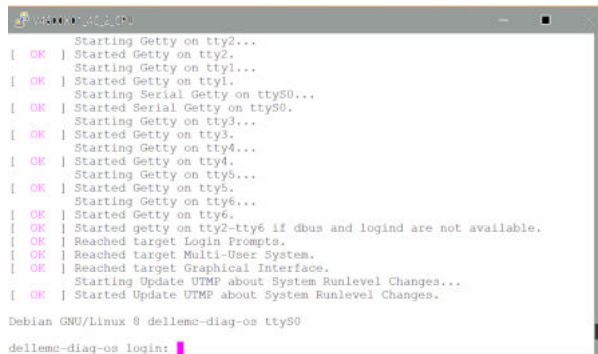 Starting Getty on tty2...
[ OK ] Started Getty on tty2.
Starting Getty on tty1...
[ OK ] Started Getty on tty1.
Starting Serial Getty on ttyS0...
[ OK ] Started Serial Getty on ttyS0.
Starting Getty on tty3...
[ OK ] Started Getty on tty3.
Starting Getty on tty4...
[ OK ] Started Getty on tty4.
Starting Getty on tty5...
[ OK ] Started Getty on tty5.
Starting Getty on tty6...
[ OK ] Started Getty on tty6.
[ OK ] Started getty on tty2-tty6 if dbus and logind are not available.
[ OK ] Reached target Login Prompts.
[ OK ] Reached target Multi-User System.
[ OK ] Reached target Graphical Interface.
Starting Update UTMP about System Runlevel Changes...
[ OK ] Started Update UTMP about System Runlevel Changes.
Debian GNU/Linux 8 dellemc-diag-os ttyS0
dellemc-diag-os login: